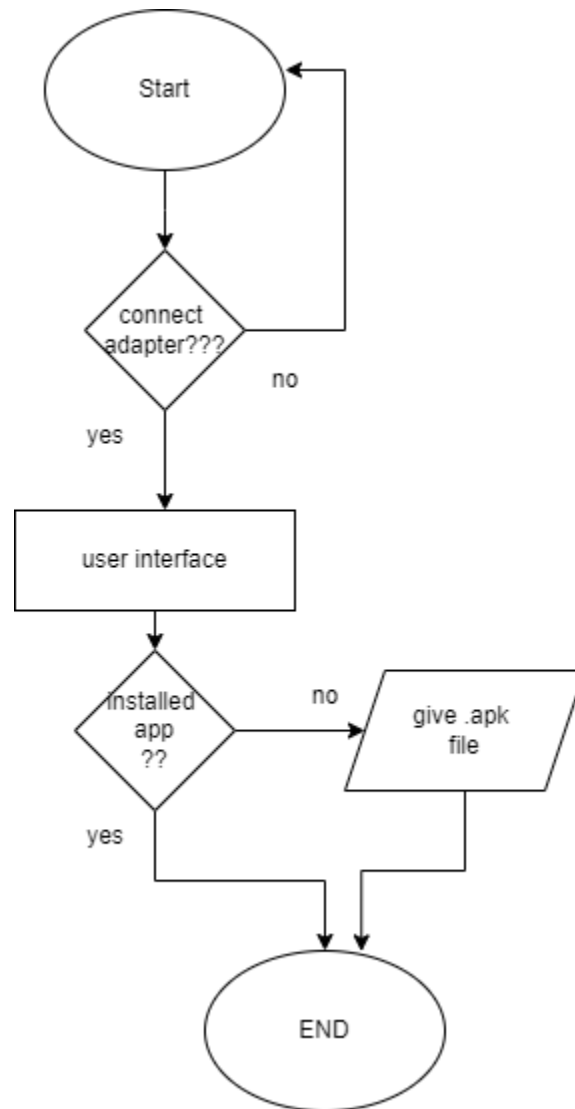 Start
connect
adapter???
no
yes
user interface
installed
app
??
no
give .apk
file
yes
END